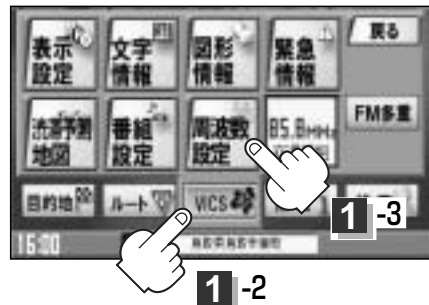 表示
設定
文字
情報
図形
情報
緊急
情報
戻る
渋滞予測
地図
番組
設定
周波数
設定
85.8MHz
FM多重
目的地
ルート
VICS
15:00
1-3
1-2